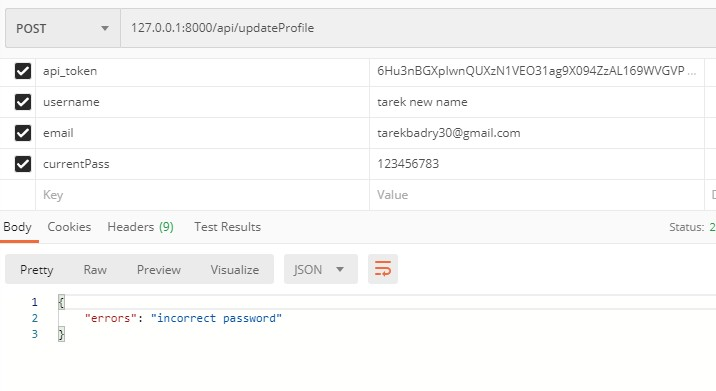 POST 127.0.0.1:8000/api/updateProfile
api_token 6Hu3nBGXplwnQUXzN1VEO31ag9X094ZzAL169WVGVP ...
username tarek new name
email tarekbadry30@gmail.com
currentPass 123456783
Key Value D
Body Cookies Headers (9) Test Results Status: 2
Pretty Raw Preview Visualize JSON
1 {
2 "errors": "incorrect password"
3 }